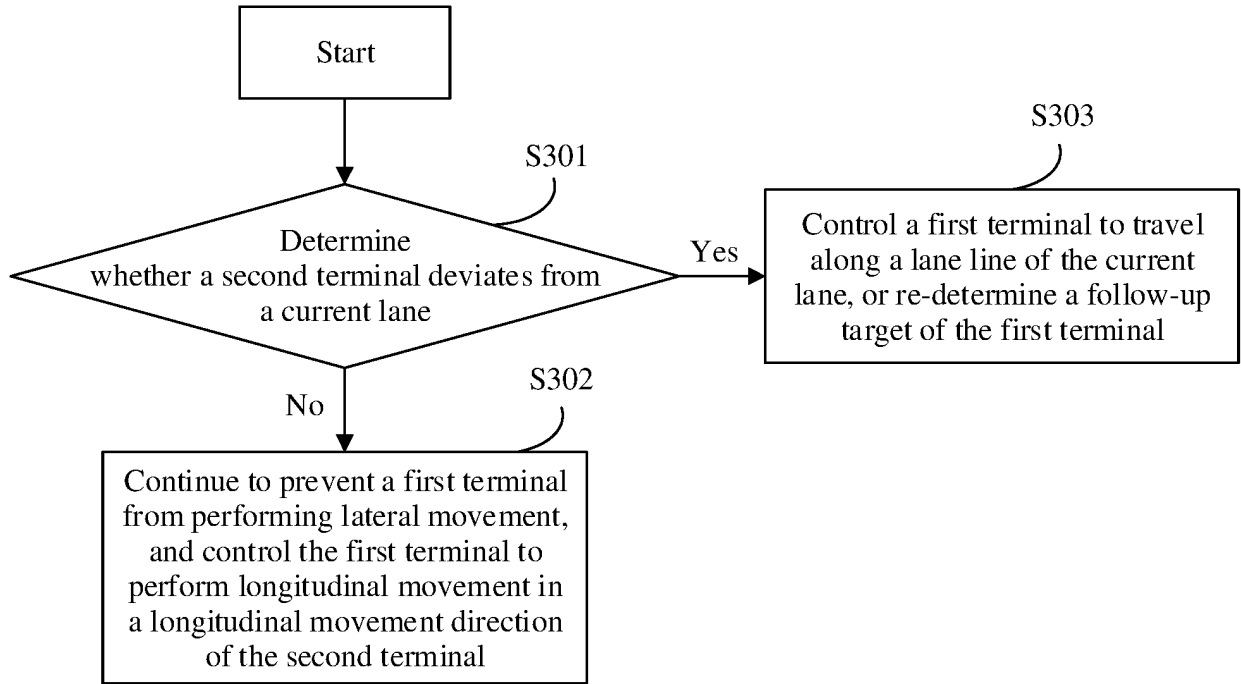 Start
S301
Determine
whether a second terminal deviates from
a current lane
Yes
S303
Control a first terminal to travel
along a lane line of the current
lane, or re-determine a follow-up
target of the first terminal
No
S302
Continue to prevent a first terminal
from performing lateral movement,
and control the first terminal to
perform longitudinal movement in
a longitudinal movement direction
of the second terminal